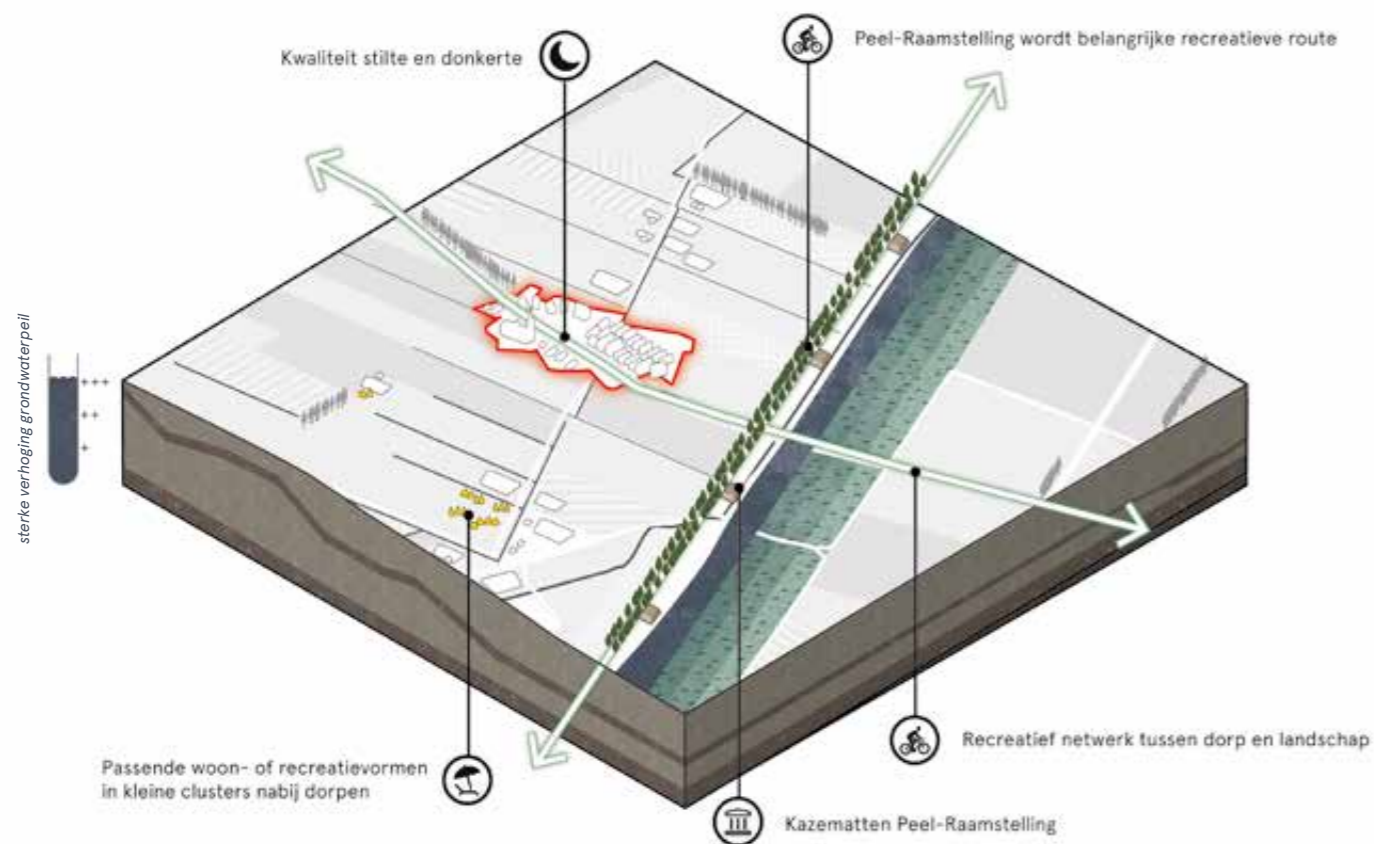 Kwaliteit stilte en donkerte
Peel-Raamstelling wordt belangrijke recreatieve route
sterke verhoging grondwaterpeil
+++
++
+
Passende woon- of recreatievormen
in kleine clusters nabij dorpen
Recreatief netwerk tussen dorp en landschap
Kazematten Peel-Raamstelling